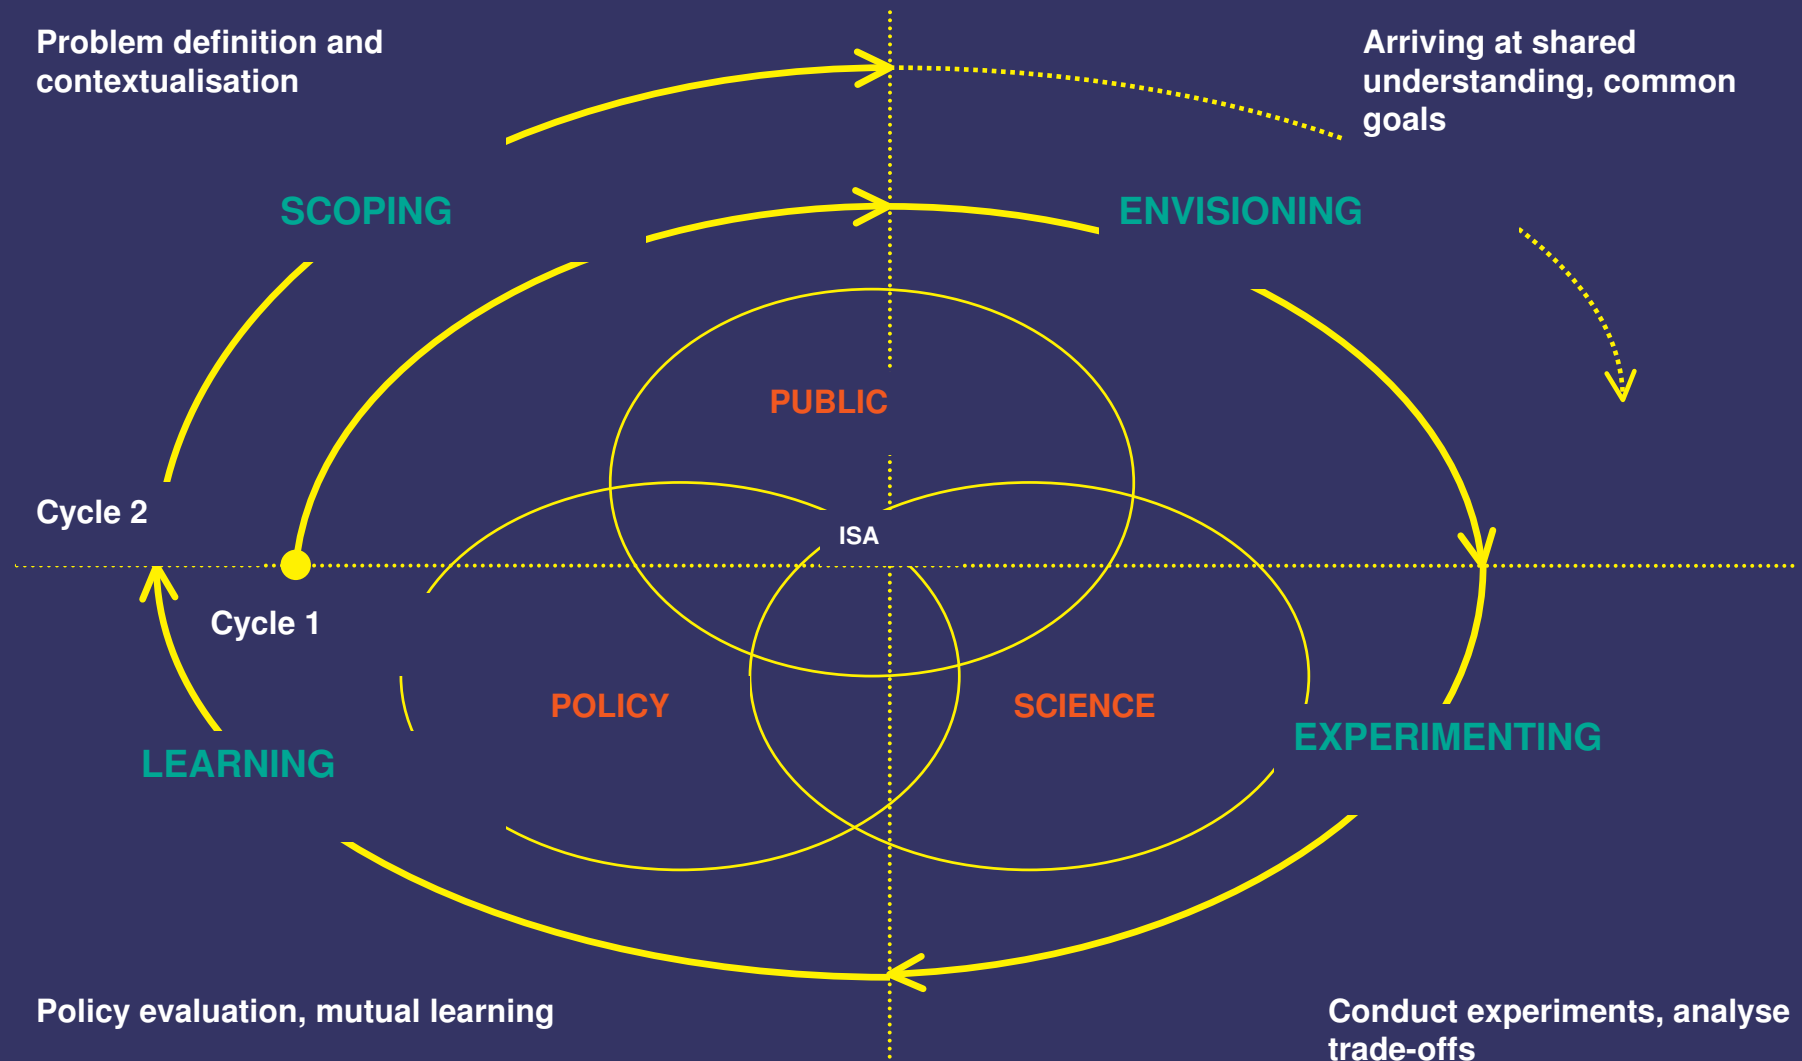 Problem definition and
contextualisation
Arriving at shared
understanding, common
goals
SCOPING
ENVISIONING
PUBLIC
Cycle 2
ISA
Cycle 1
POLICY
SCIENCE
EXPERIMENTING
LEARNING
Policy evaluation, mutual learning
Conduct experiments, analyse
trade-offs